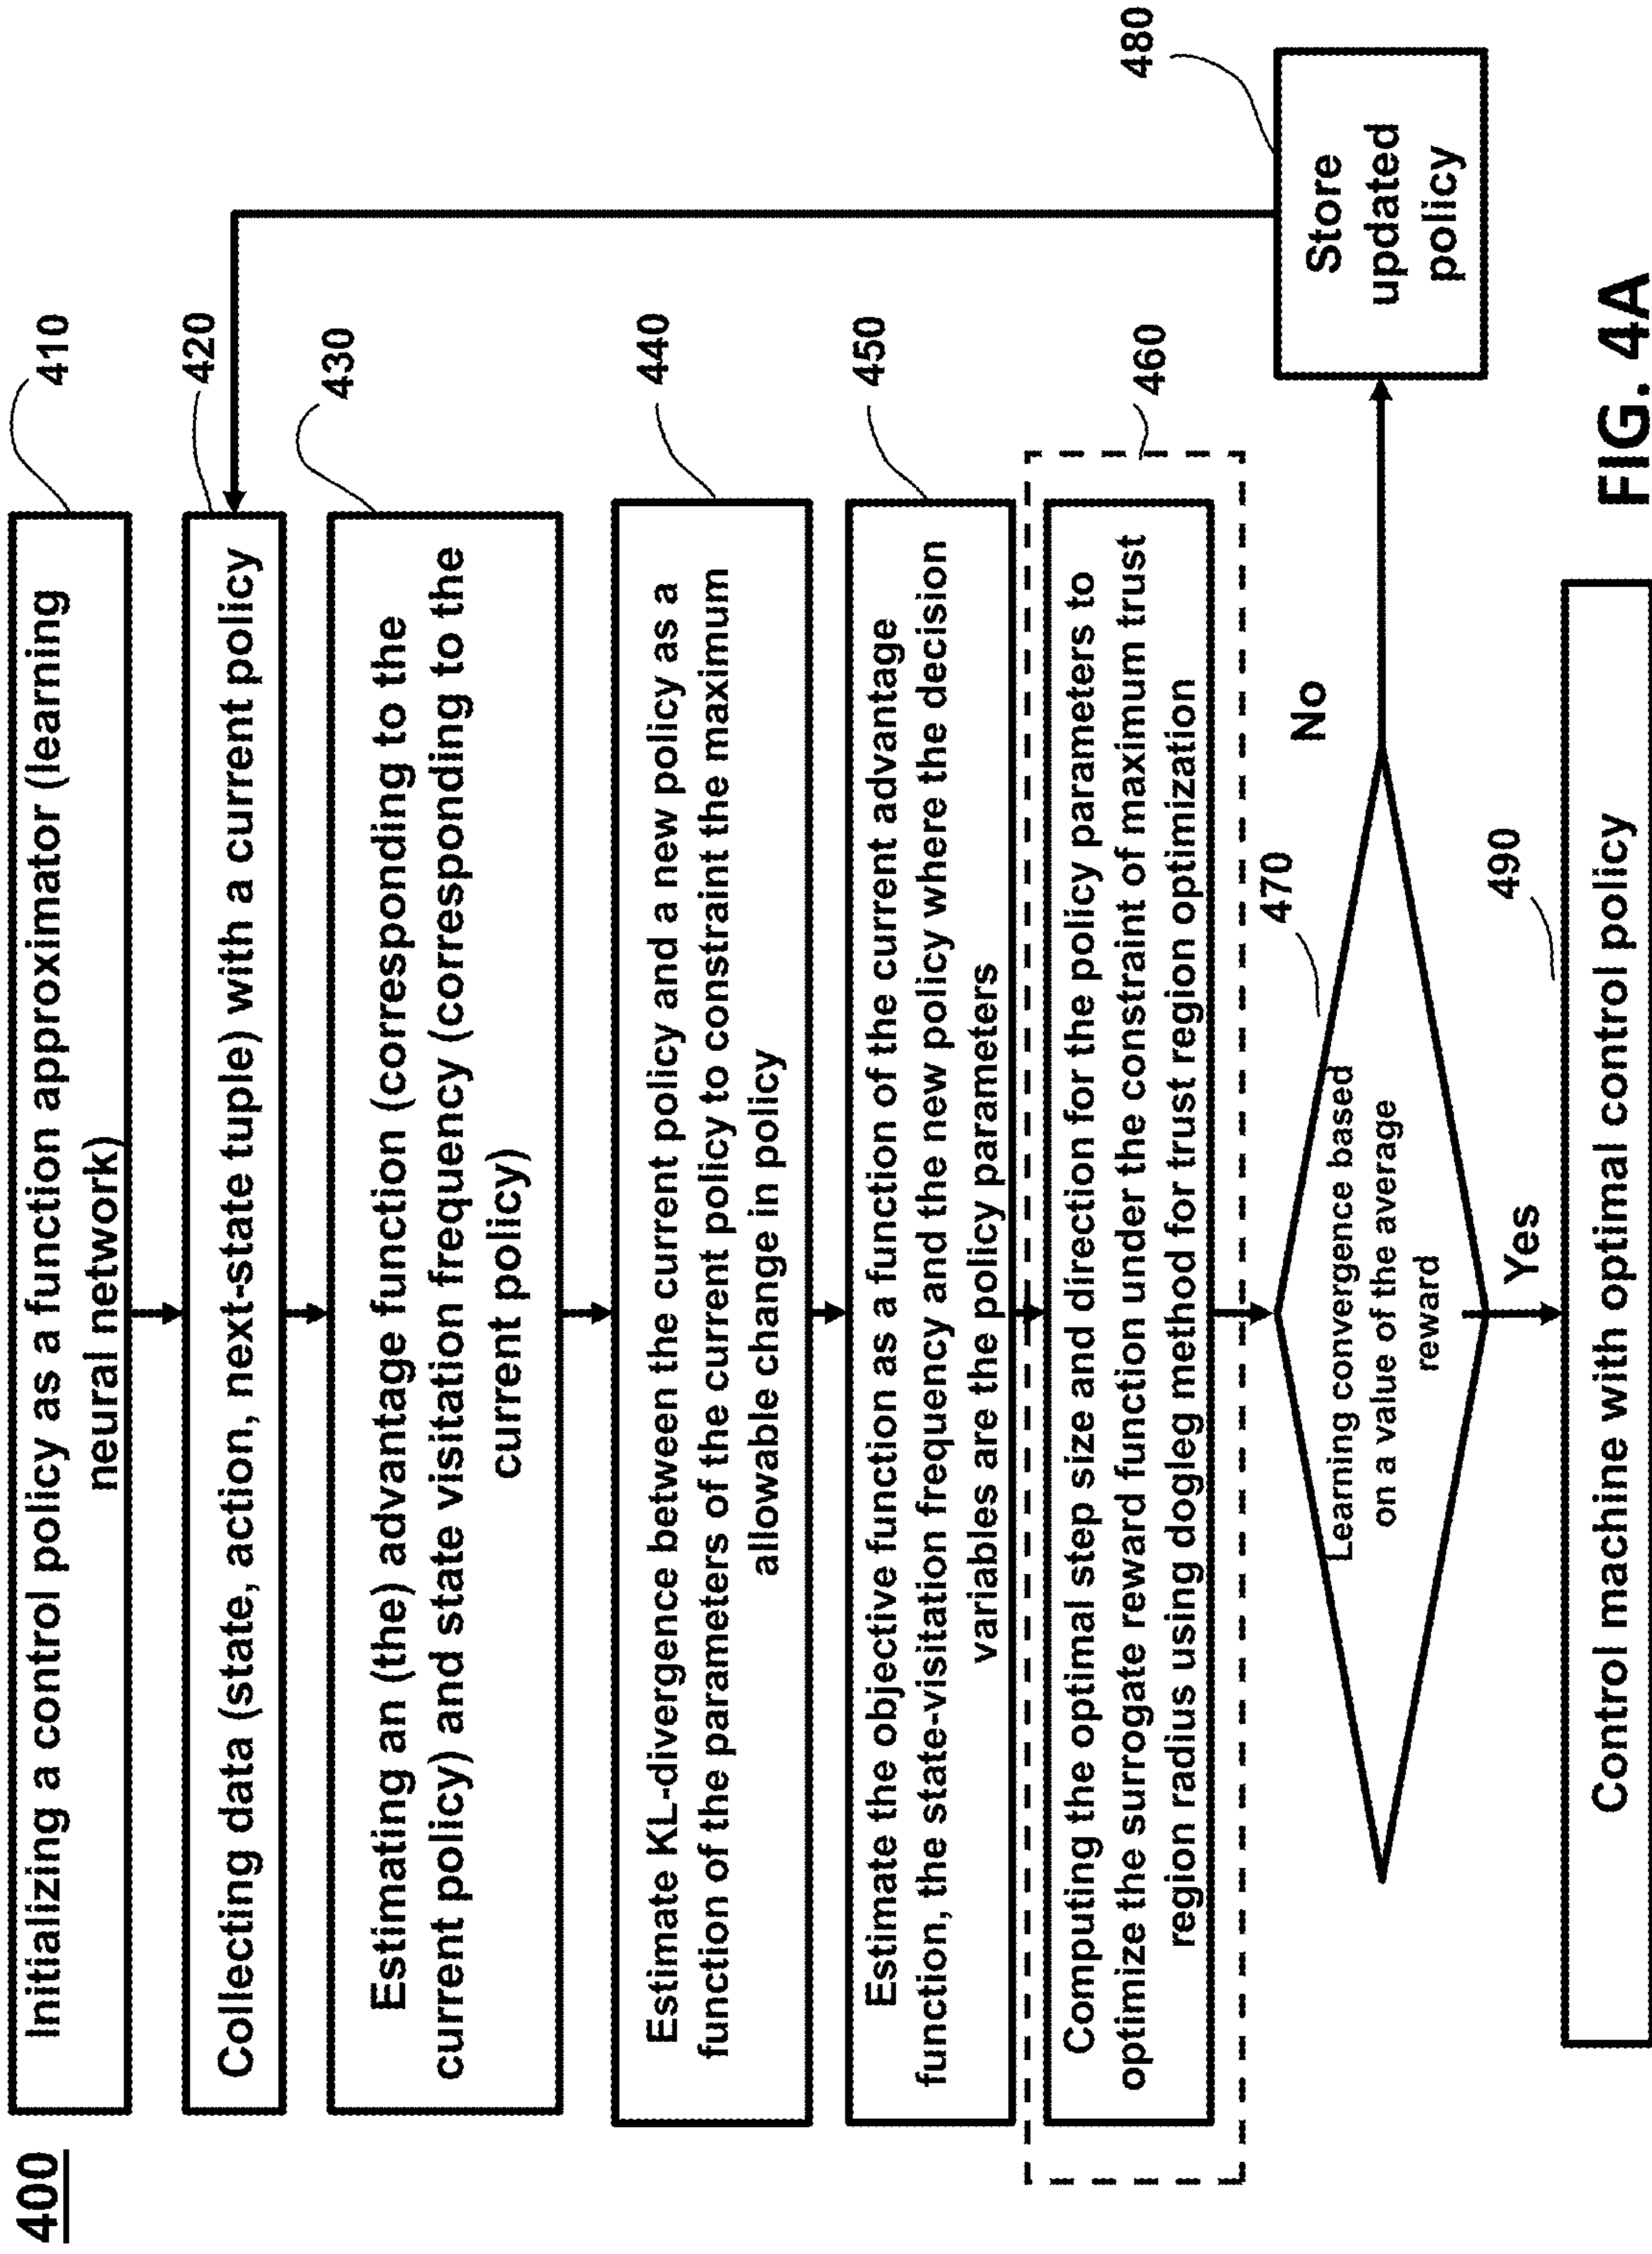 400
Initializing a control policy as a function approximator (learning
neural network)
410
Collecting data (state, action, next-state tuple) with a current policy
420
Estimating an (the) advantage function (corresponding to the
current policy) and state visitation frequency (corresponding to the
current policy)
430
Estimate KL-divergence between the current policy and a new policy as a
function of the parameters of the current policy to constraint the maximum
allowable change in policy
440
Estimate the objective function as a function of the current advantage
function, the state-visitation frequency and the new policy where the decision
variables are the policy parameters
450
Computing the optimal step size and direction for the policy parameters to
optimize the surrogate reward function under the constraint of maximum trust
region radius using dogleg method for trust region optimization
460
Learning convergence based
on a value of the average
reward
470
No
Store
updated
policy
480
Yes
490
Control machine with optimal control policy
FIG. 4A